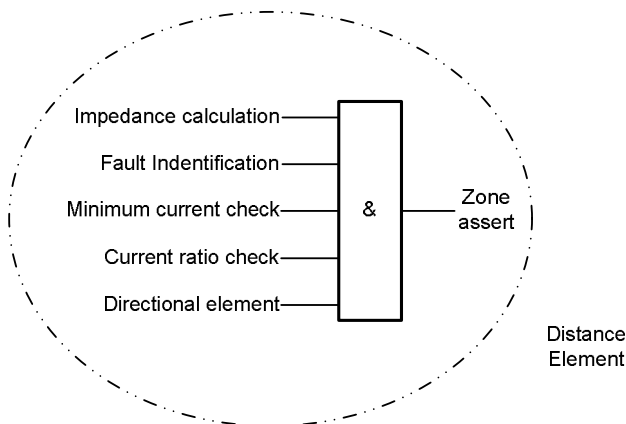 Impedance calculation
Fault Indentification
Minimum current check
Current ratio check
Directional element
&
Zone
assert
Distance
Element